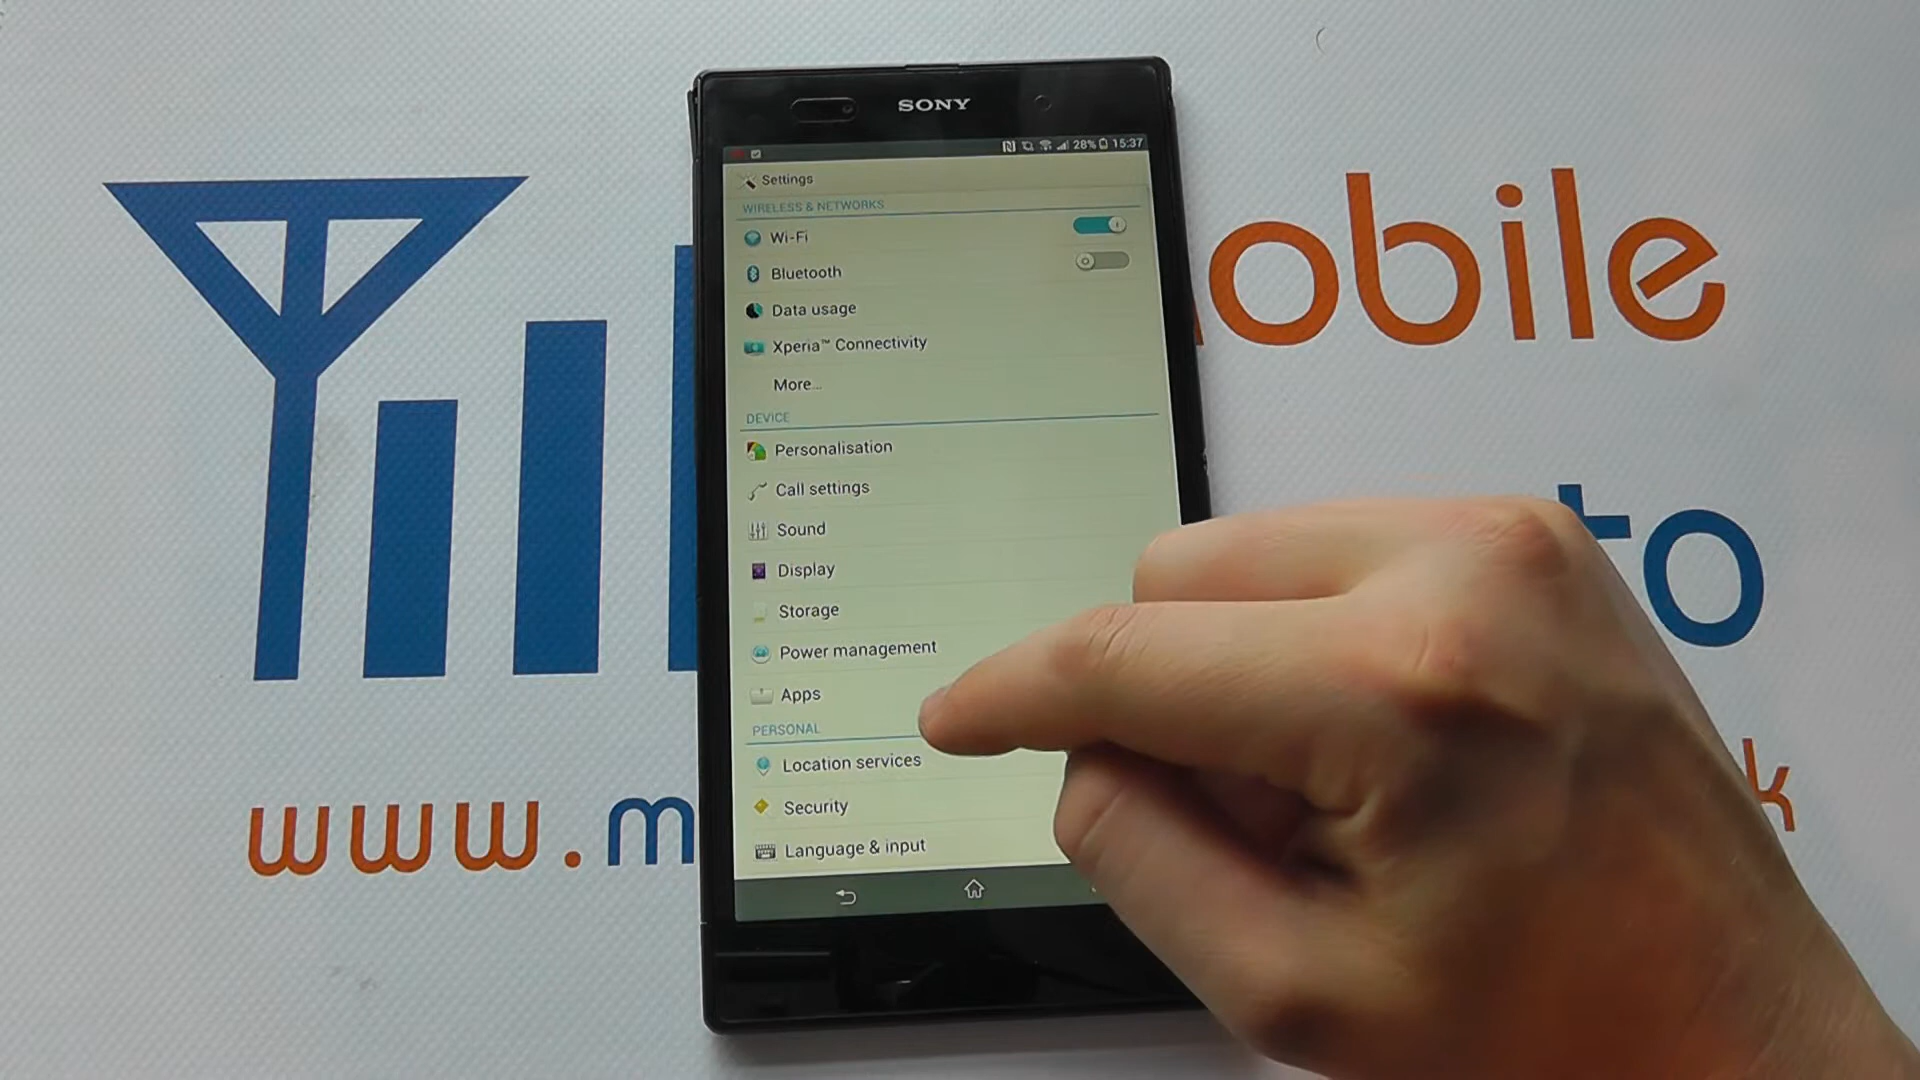 SONY
28% 15:37
Settings
WIRELESS & NETWORKS
Wi-Fi
Bluetooth
Data usage
Xperia™ Connectivity
More...
DEVICE
Personalisation
Call settings
Sound
Display
Storage
Power management
Apps
PERSONAL
Location services
Security
Language & input
obile
to
www.m
k